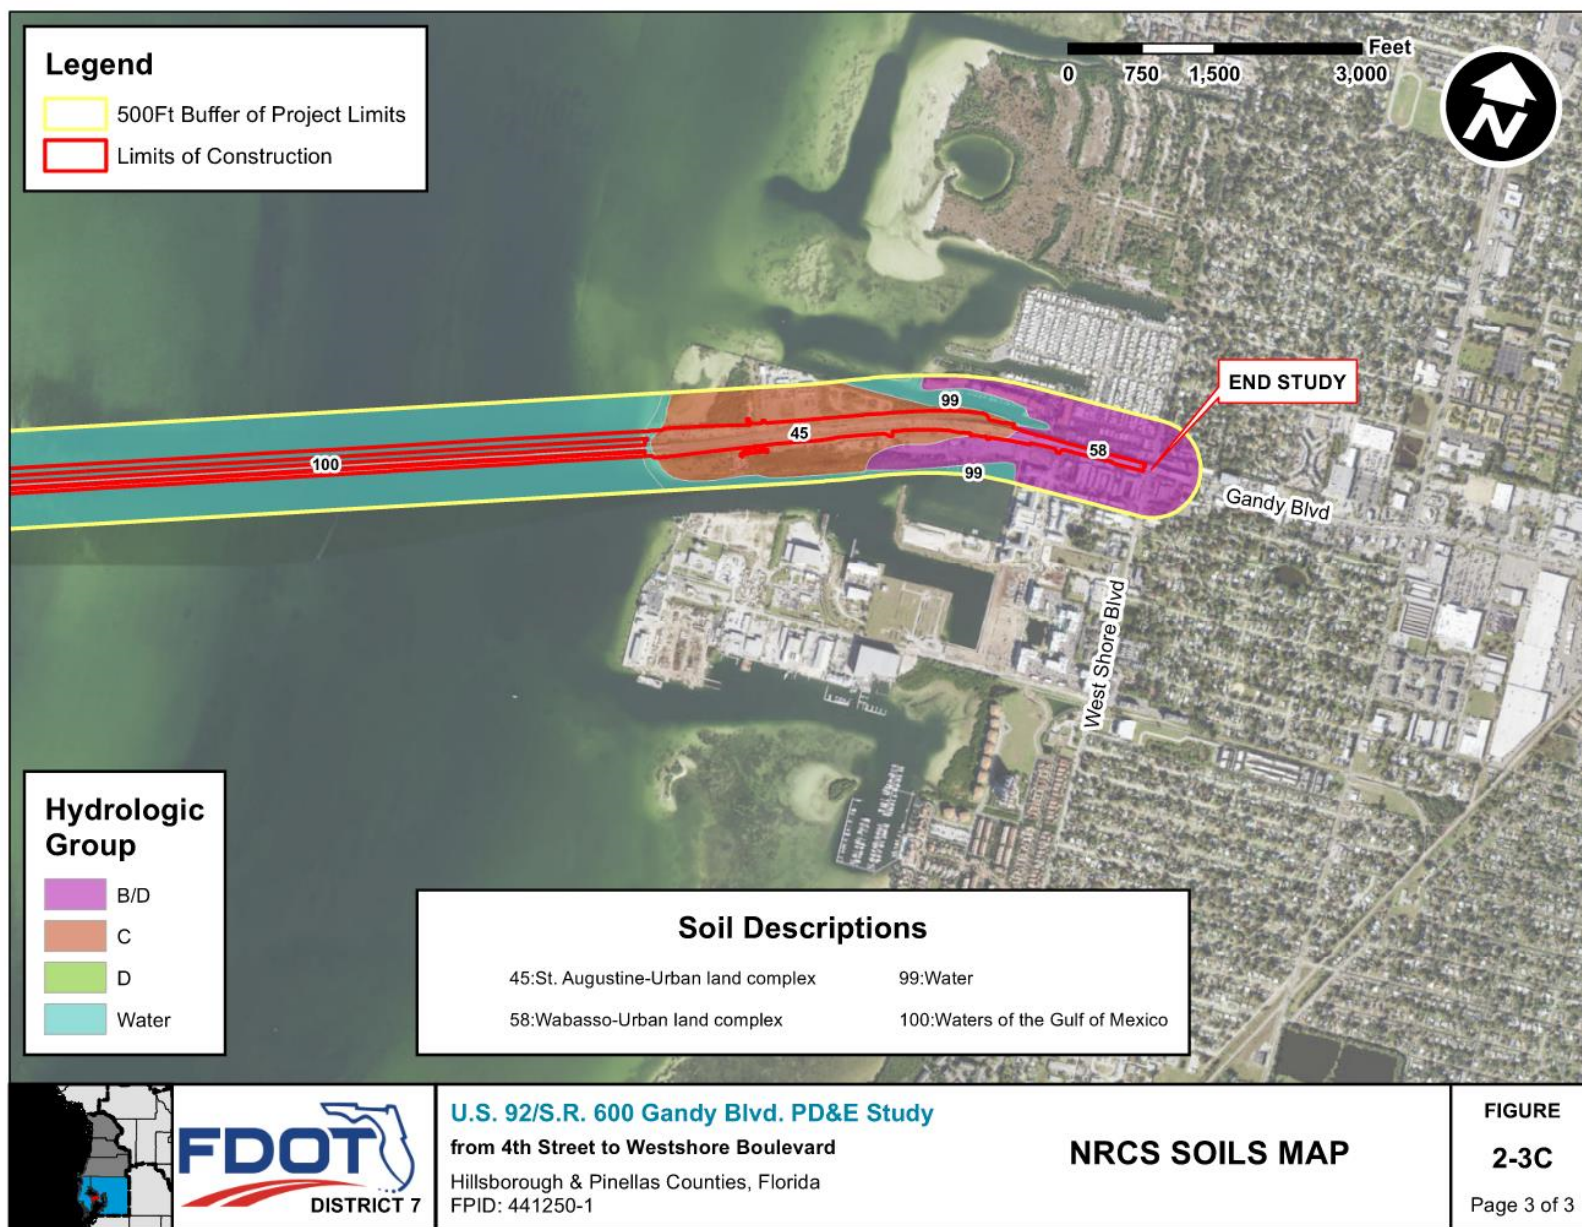 Legend
500Ft Buffer of Project Limits
Limits of Construction
Feet
0 750 1,500 3,000
N
END STUDY
99
45
58
100
99
Gandy Blvd
West Shore Blvd
Hydrologic
Group
B/D
C
D
Water
Soil Descriptions
45:St. Augustine-Urban land complex
99:Water
58:Wabasso-Urban land complex
100:Waters of the Gulf of Mexico
FDOT
DISTRICT 7
U.S. 92/S.R. 600 Gandy Blvd. PD&E Study
from 4th Street to Westshore Boulevard
Hillsborough & Pinellas Counties, Florida
FPID: 441250-1
NRCS SOILS MAP
FIGURE
2-3C
Page 3 of 3